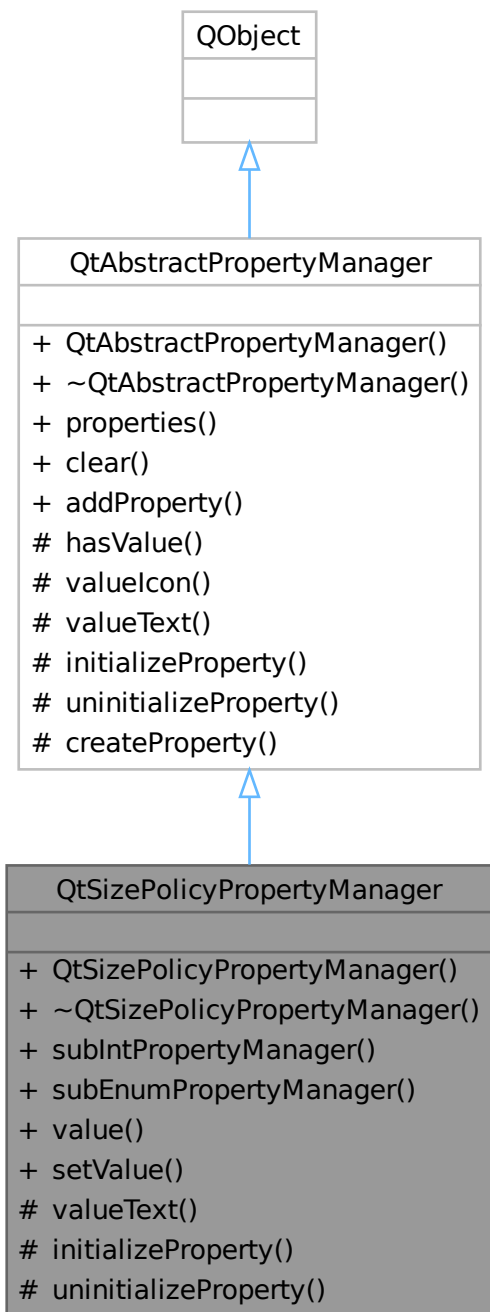 QObject
QtAbstractPropertyManager
+ QtAbstractPropertyManager()
+ ~QtAbstractPropertyManager()
+ properties()
+ clear()
+ addProperty()
# hasValue()
# valueIcon()
# valueText()
# initializeProperty()
# uninitializeProperty()
# createProperty()
QtSizePolicyPropertyManager
+ QtSizePolicyPropertyManager()
+ ~QtSizePolicyPropertyManager()
+ subIntPropertyManager()
+ subEnumPropertyManager()
+ value()
+ setValue()
# valueText()
# initializeProperty()
# uninitializeProperty()